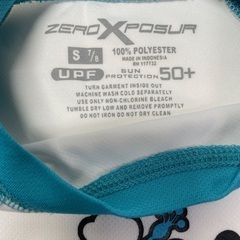 ZEROXPOSUR
S 7/8
100% POLYESTER
MADE IN INDONESIA
RN 117732
UPF SUN PROTECTION 50+
TURN GARMENT INSIDE OUT
MACHINE WASH COLD SEPARATELY
USE ONLY NON-CHLORINE BLEACH
TUMBLE DRY LOW AND REMOVE PROMPTLY
DO NOT IRON DO NOT DRY CLEAN